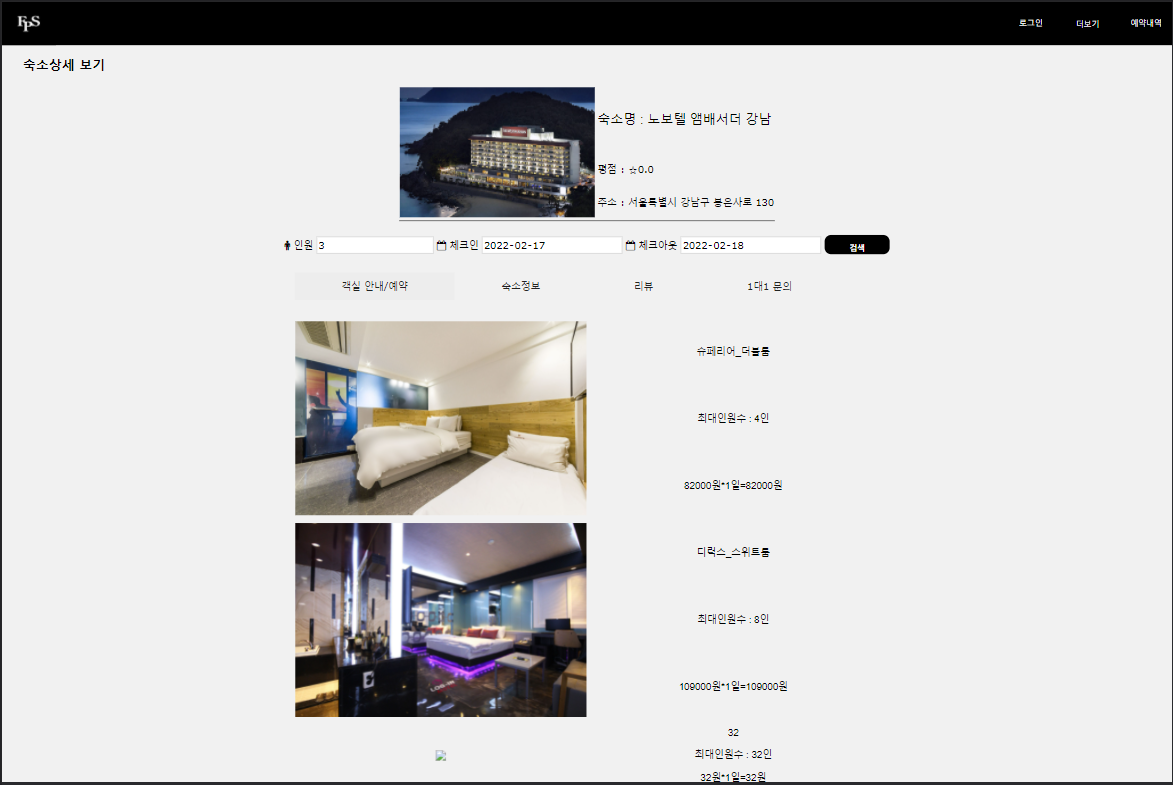 FPS
로그인 더보기 예약내역
숙소상세 보기
숙소명 : 노보텔 앰배서더 강남
평점 : ☆0.0
주소 : 서울특별시 강남구 봉은사로 130
인원 3 체크인 2022-02-17 체크아웃 2022-02-18 검색
객실 안내/예약 숙소정보 리뷰 1대1 문의
슈페리어_더블룸
최대인원수 : 4인
82000원*1일=82000원
디럭스_스위트룸
최대인원수 : 8인
109000원*1일=109000원
32
최대인원수 : 32인
32원*1일=32원